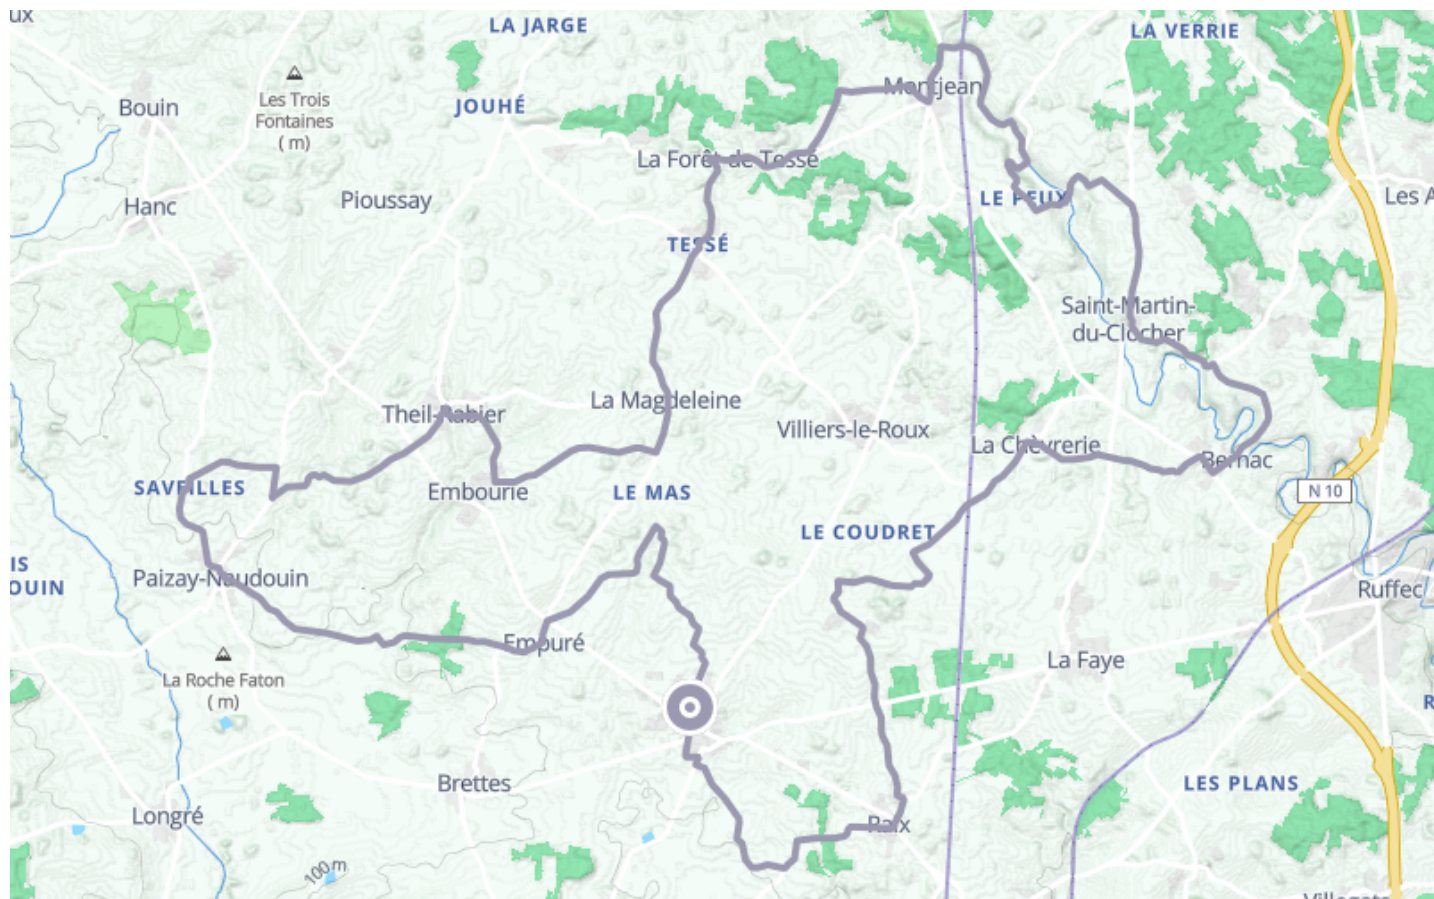 ux
LA JARGE
LA VERRIE
Les Trois
Fontaines
( m)
Bouin
JOUHÉ
Montjean
La Forêt-de-Tessé
Pioussay
Hanc
LE PEUX
Les A
TESSÉ
Saint-Martin-
du-Clocher
La Magdeleine
Theil-Rabier
Villiers-le-Roux
La Chèvrerie
Bernac
SAVEILLES
Embourie
LE MAS
N 10
LE COUDRET
IS
OUIN
Paizay-Naudouin
Ruffec
Empuré
La Faye
La Roche Faton
( m)
R
Brettes
LES PLANS
Longré
Raix
100 m